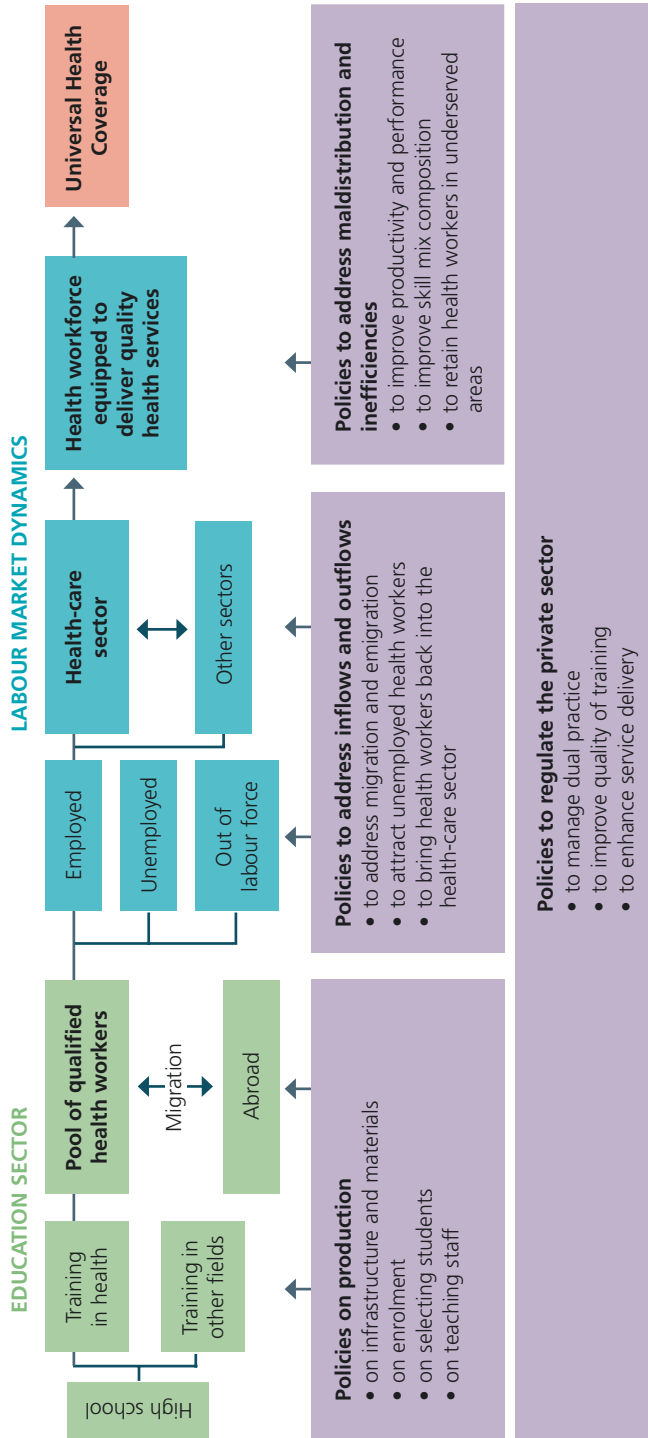 EDUCATION SECTOR
LABOUR MARKET DYNAMICS
High school
Training
in health
Training in
other fields
Pool of qualified
health workers
Migration
Abroad
Employed
Unemployed
Out of
labour force
Health-care
sector
Other sectors
Health workforce
equipped to
deliver quality
health services
Universal Health
Coverage
Policies on production
• on infrastructure and materials
• on enrolment
• on selecting students
• on teaching staff
Policies to address inflows and outflows
• to address migration and emigration
• to attract unemployed health workers
• to bring health workers back into the
health-care sector
Policies to address maldistribution and
inefficiencies
• to improve productivity and performance
• to improve skill mix composition
• to retain health workers in underserved
areas
Policies to regulate the private sector
• to manage dual practice
• to improve quality of training
• to enhance service delivery